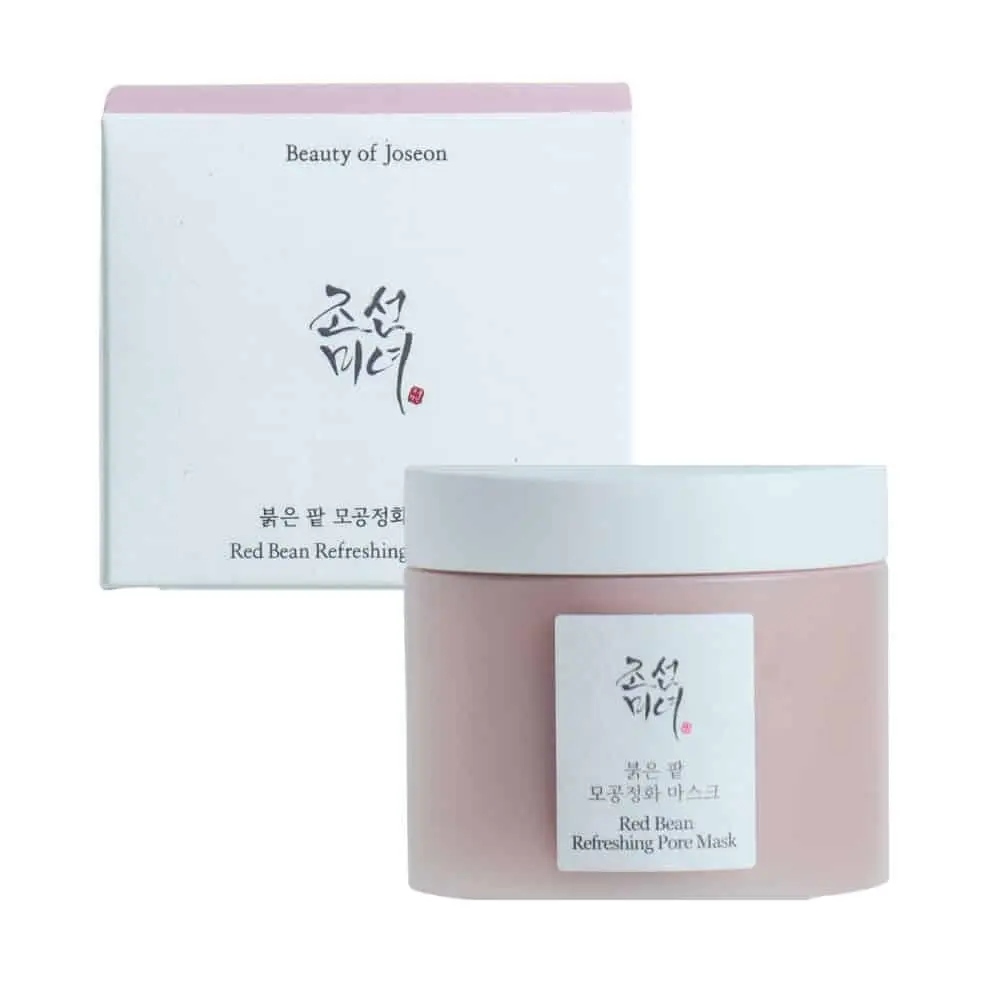 Beauty of Joseon
조선
미녀
붉은 팥 모공정화
Red Bean Refreshing
조선
미녀
붉은 팥
모공정화 마스크
Red Bean
Refreshing Pore Mask